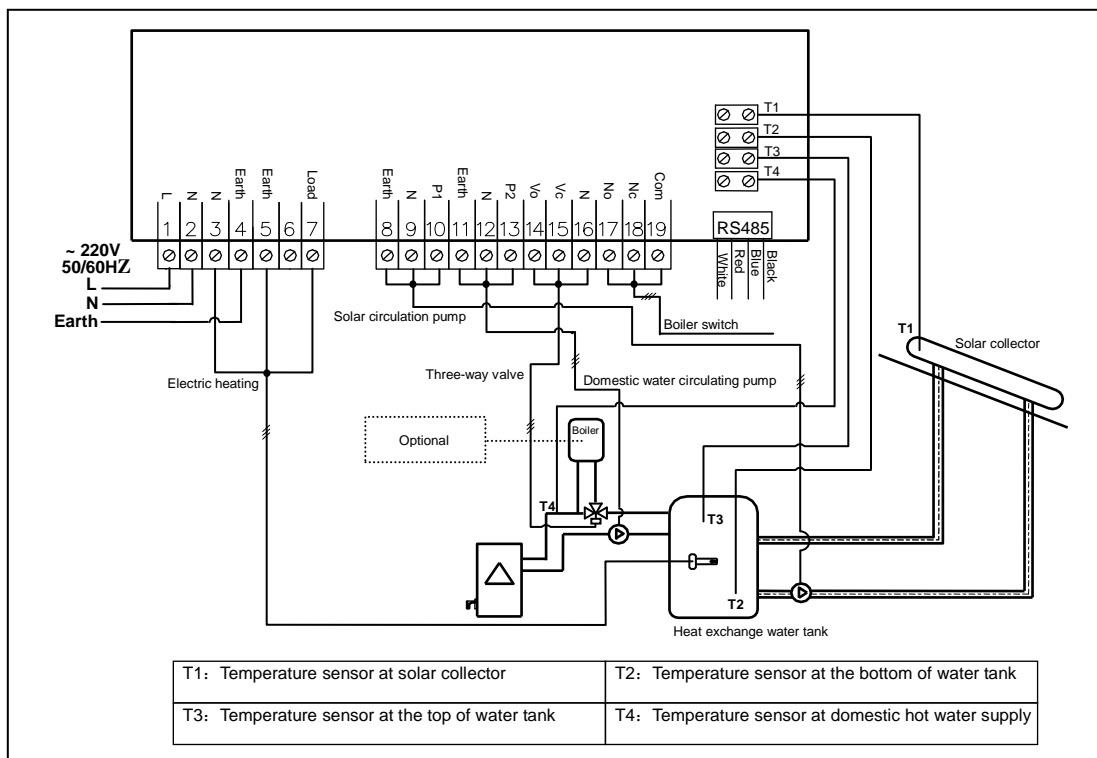 T1
T2
T3
T4
L
N
N
Earth
Earth
Load
Earth
N
P1
Earth
N
P2
Vo
Vc
N
No
Nc
Com
1 2 3 4 5 6 7
8 9 10 11 12 13 14 15 16 17 18 19
RS485
White
Red
Blue
Black
~ 220V
50/60HZ
L
N
Earth
Solar circulation pump
Boiler switch
T1
Solar collector
Electric heating
Three-way valve
Domestic water circulating pump
Optional
Boiler
T4
T3
T2
Heat exchange water tank
T1: Temperature sensor at solar collector
T2: Temperature sensor at the bottom of water tank
T3: Temperature sensor at the top of water tank
T4: Temperature sensor at domestic hot water supply